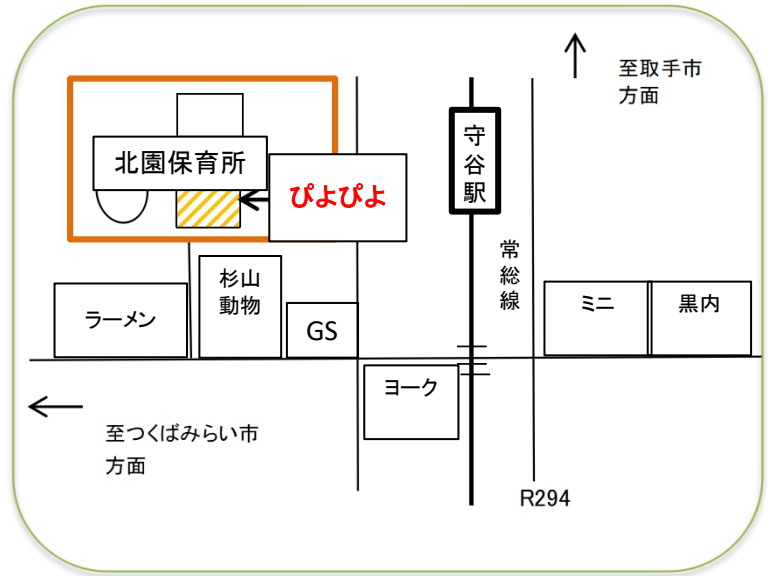 至取手市
方面
守谷駅
北園保育所
ぴよぴよ
常総線
杉山
動物
ラーメン
GS
ミニ
黒内
ヨーク
至つくばみらい市
方面
R294